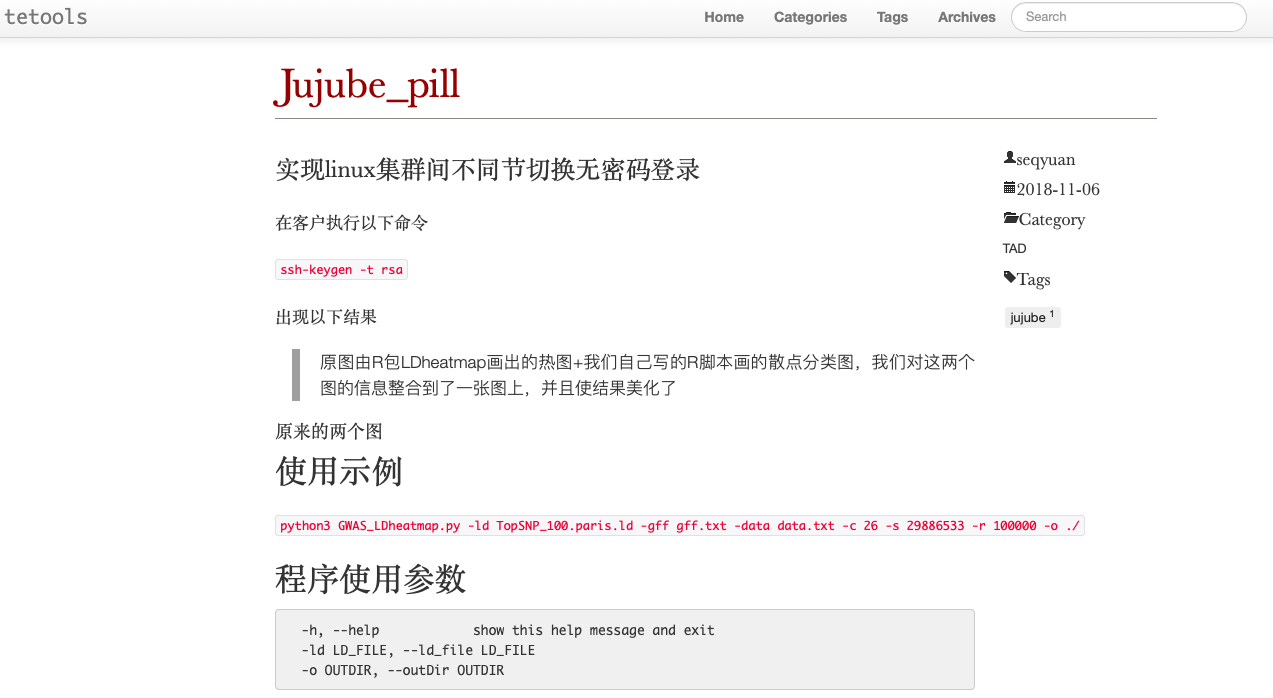 tetools
Home Categories Tags Archives Search
Jujube_pill
实现linux集群间不同节切换无密码登录
在客户执行以下命令
ssh-keygen -t rsa
出现以下结果
原图由R包LDheatmap画出的热图+我们自己写的R脚本画的散点分类图，我们对这两个
图的信息整合到了一张图上，并且使结果美化了
原来的两个图
使用示例
python3 GWAS_LDheatmap.py -ld TopSNP_100.paris.ld -gff gff.txt -data data.txt -c 26 -s 29886533 -r 100000 -o ./
程序使用参数
-h, --help            show this help message and exit
-ld LD_FILE, --ld_file LD_FILE
-o OUTDIR, --outDir OUTDIR
seqyuan
2018-11-06
Category
TAD
Tags
jujube 1